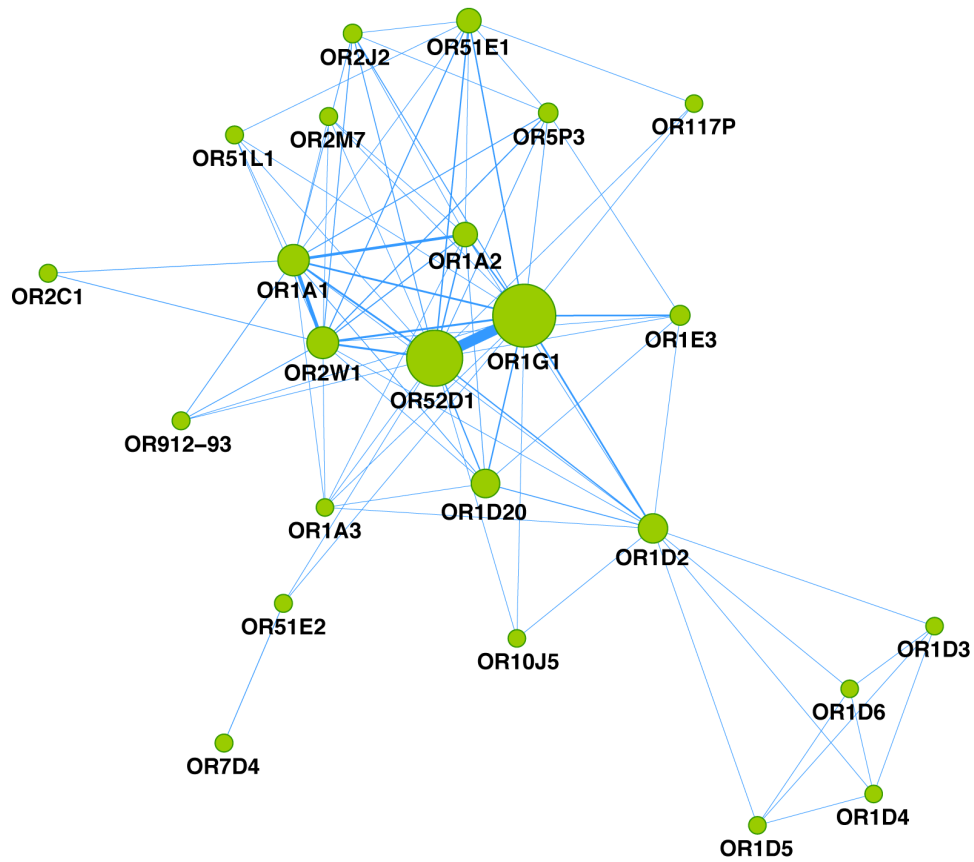 OR51E1
OR2J2
OR117P
OR5P3
OR2M7
OR51L1
OR1A2
OR1A1
OR2C1
OR1E3
OR1G1
OR2W1
OR52D1
OR912–93
OR1D20
OR1A3
OR1D2
OR51E2
OR1D3
OR10J5
OR1D6
OR7D4
OR1D4
OR1D5